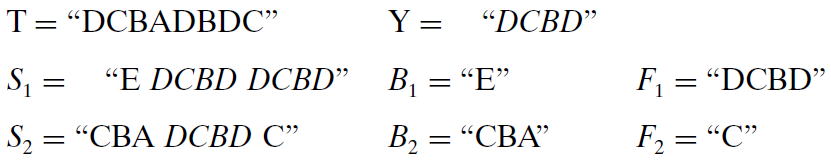 T = “DCBADBDC” Y = “DCBD”
S₁ = “E DCBD DCBD” B₁ = “E” F₁ = “DCBD”
S₂ = “CBA DCBD C” B₂ = “CBA” F₂ = “C”